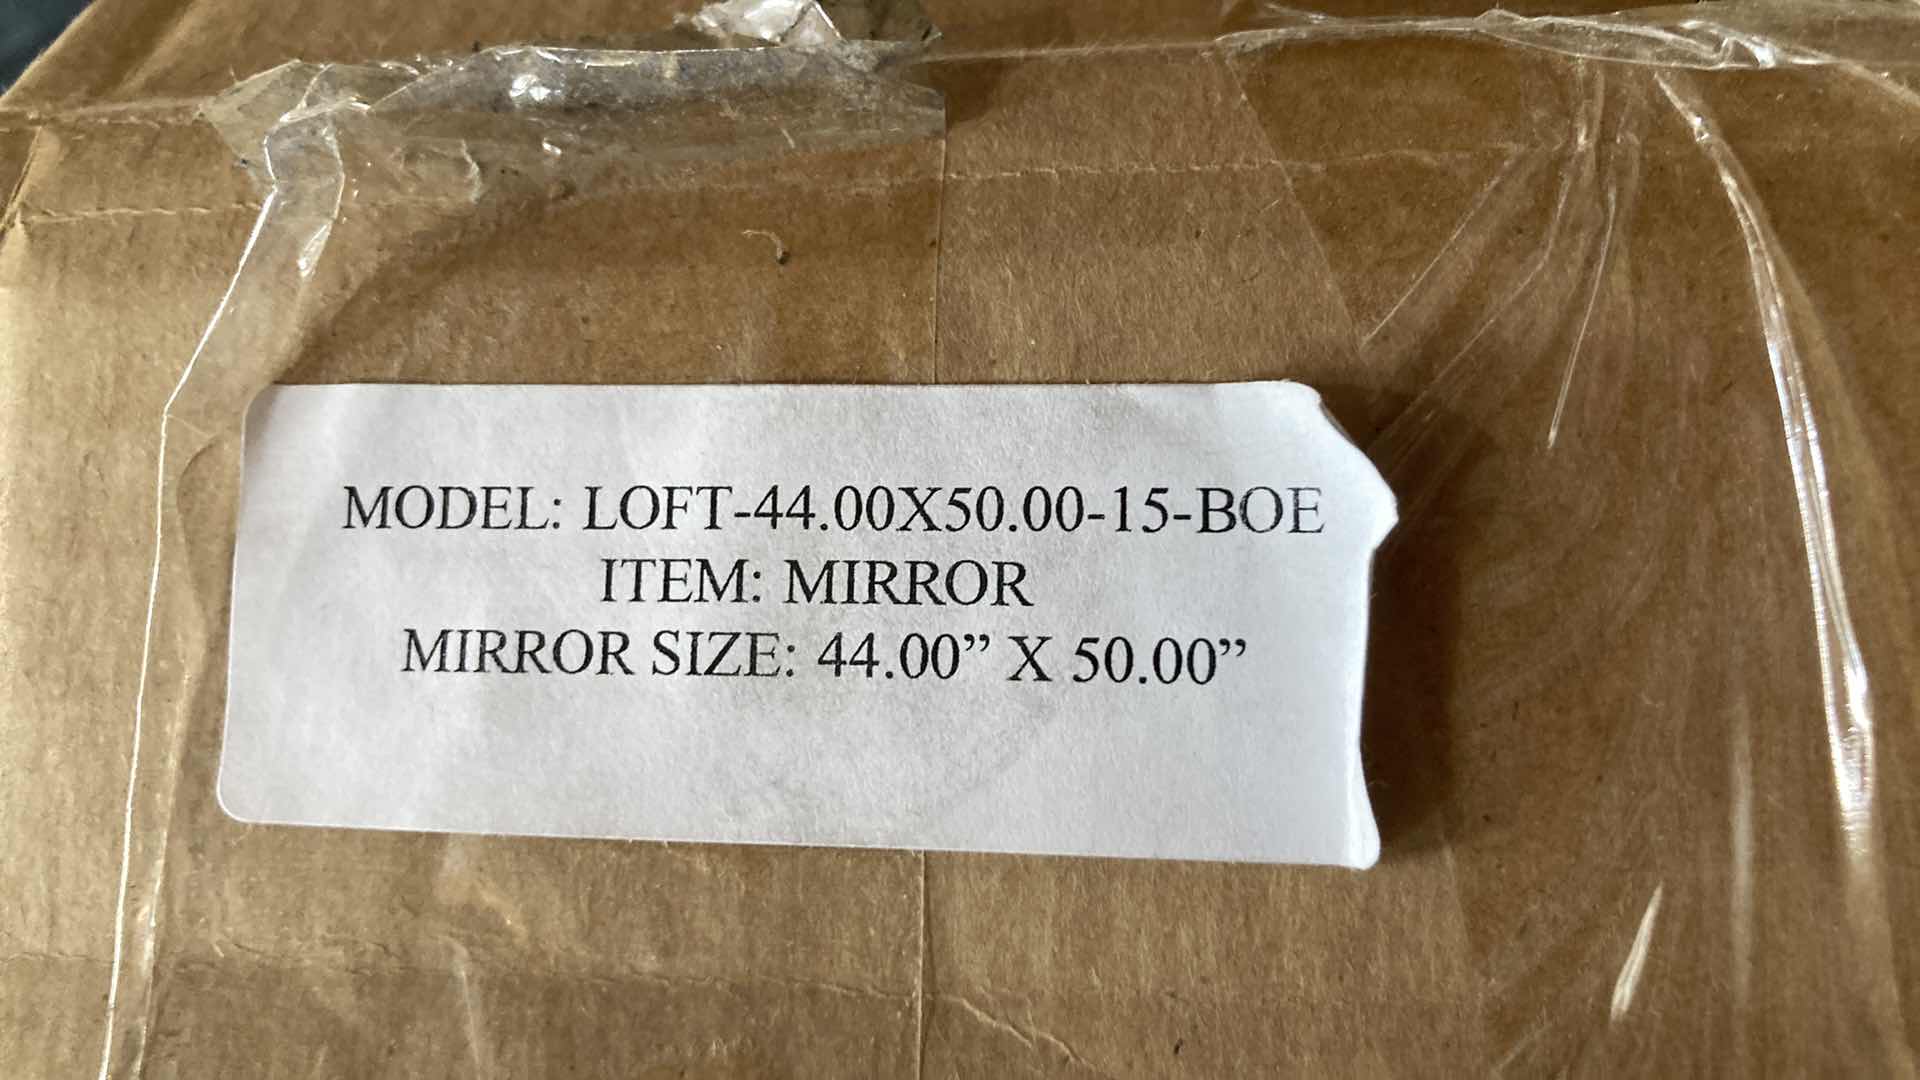 MODEL: LOFT-44.00X50.00-15-BOE
ITEM: MIRROR
MIRROR SIZE: 44.00” X 50.00”